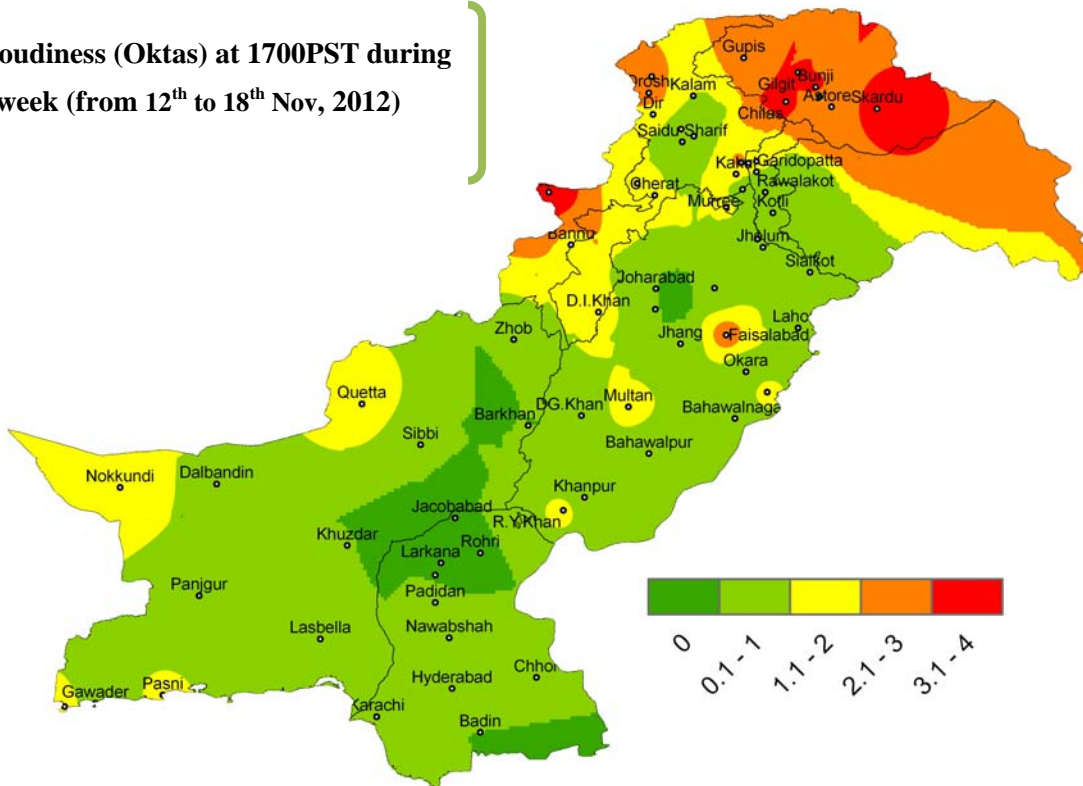 oudiness (Oktas) at 1700PST during
week (from 12th to 18th Nov, 2012)
Gupis
Drosh
Kalam
Gilgit
Bunji
Dir
Astore
Skardu
Chilas
Saidu Sharif
Garidopatta
Cherat
Rawalakot
Murree
Kotli
Bannu
Jhelum
Sialkot
Joharabad
D.I.Khan
Laho
Zhob
Jhang
Faisalabad
Okara
Quetta
Barkhan
DG.Khan
Multan
Bahawalnaga
Sibbi
Bahawalpur
Nokkundi
Dalbandin
Khanpur
Jacobabad
R.Y.Khan
Khuzdar
Rohri
Larkana
Panjgur
Padidan
Lasbella
Nawabshah
Chhor
Gawader
Pasni
Hyderabad
Karachi
Badin
0
0.1 - 1
1.1 - 2
2.1 - 3
3.1 - 4